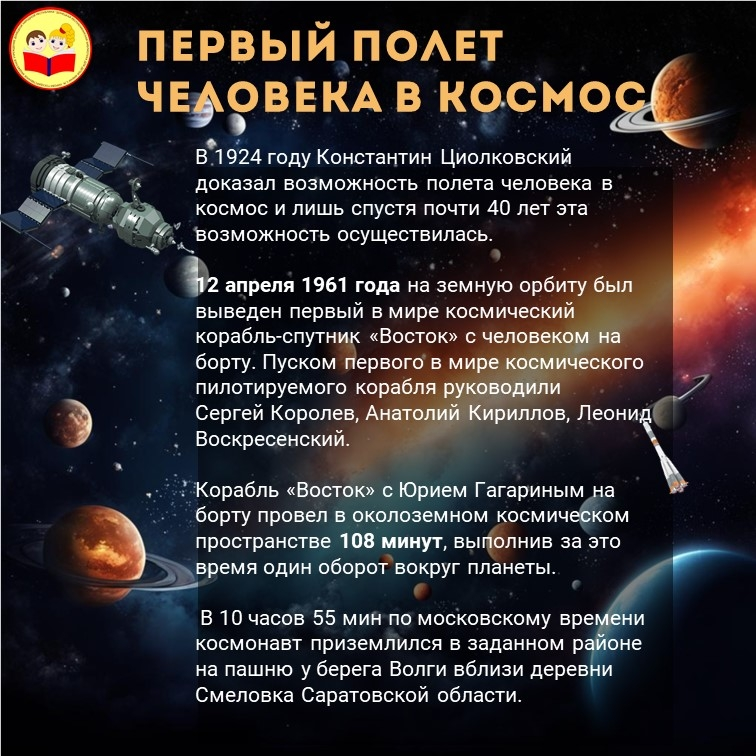 ПЕРВЫЙ ПОЛЕТ
ЧЕЛОВЕКА В КОСМОС
В 1924 году Константин Циолковский
доказал возможность полета человека в
космос и лишь спустя почти 40 лет эта
возможность осуществилась.
12 апреля 1961 года на земную орбиту был
выведен первый в мире космический
корабль-спутник «Восток» с человеком на
борту. Пуском первого в мире космического
пилотируемого корабля руководили
Сергей Королев, Анатолий Кириллов, Леонид
Воскресенский.
Корабль «Восток» с Юрием Гагариным на
борту провел в околоземном космическом
пространстве 108 минут, выполнив за это
время один оборот вокруг планеты.
В 10 часов 55 мин по московскому времени
космонавт приземлился в заданном районе
на пашню у берега Волги вблизи деревни
Смеловка Саратовской области.